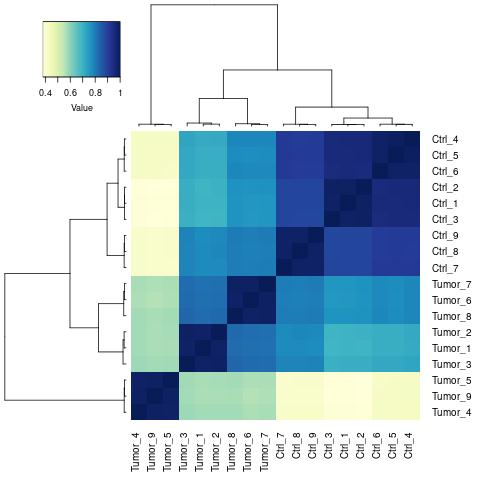 0.4 0.6 0.8 1
Value
Ctrl_4
Ctrl_5
Ctrl_6
Ctrl_2
Ctrl_1
Ctrl_3
Ctrl_9
Ctrl_8
Ctrl_7
Tumor_7
Tumor_6
Tumor_8
Tumor_2
Tumor_1
Tumor_3
Tumor_5
Tumor_9
Tumor_4
Tumor_4
Tumor_9
Tumor_5
Tumor_3
Tumor_1
Tumor_2
Tumor_8
Tumor_6
Tumor_7
Ctrl_7
Ctrl_8
Ctrl_9
Ctrl_3
Ctrl_1
Ctrl_2
Ctrl_6
Ctrl_5
Ctrl_4